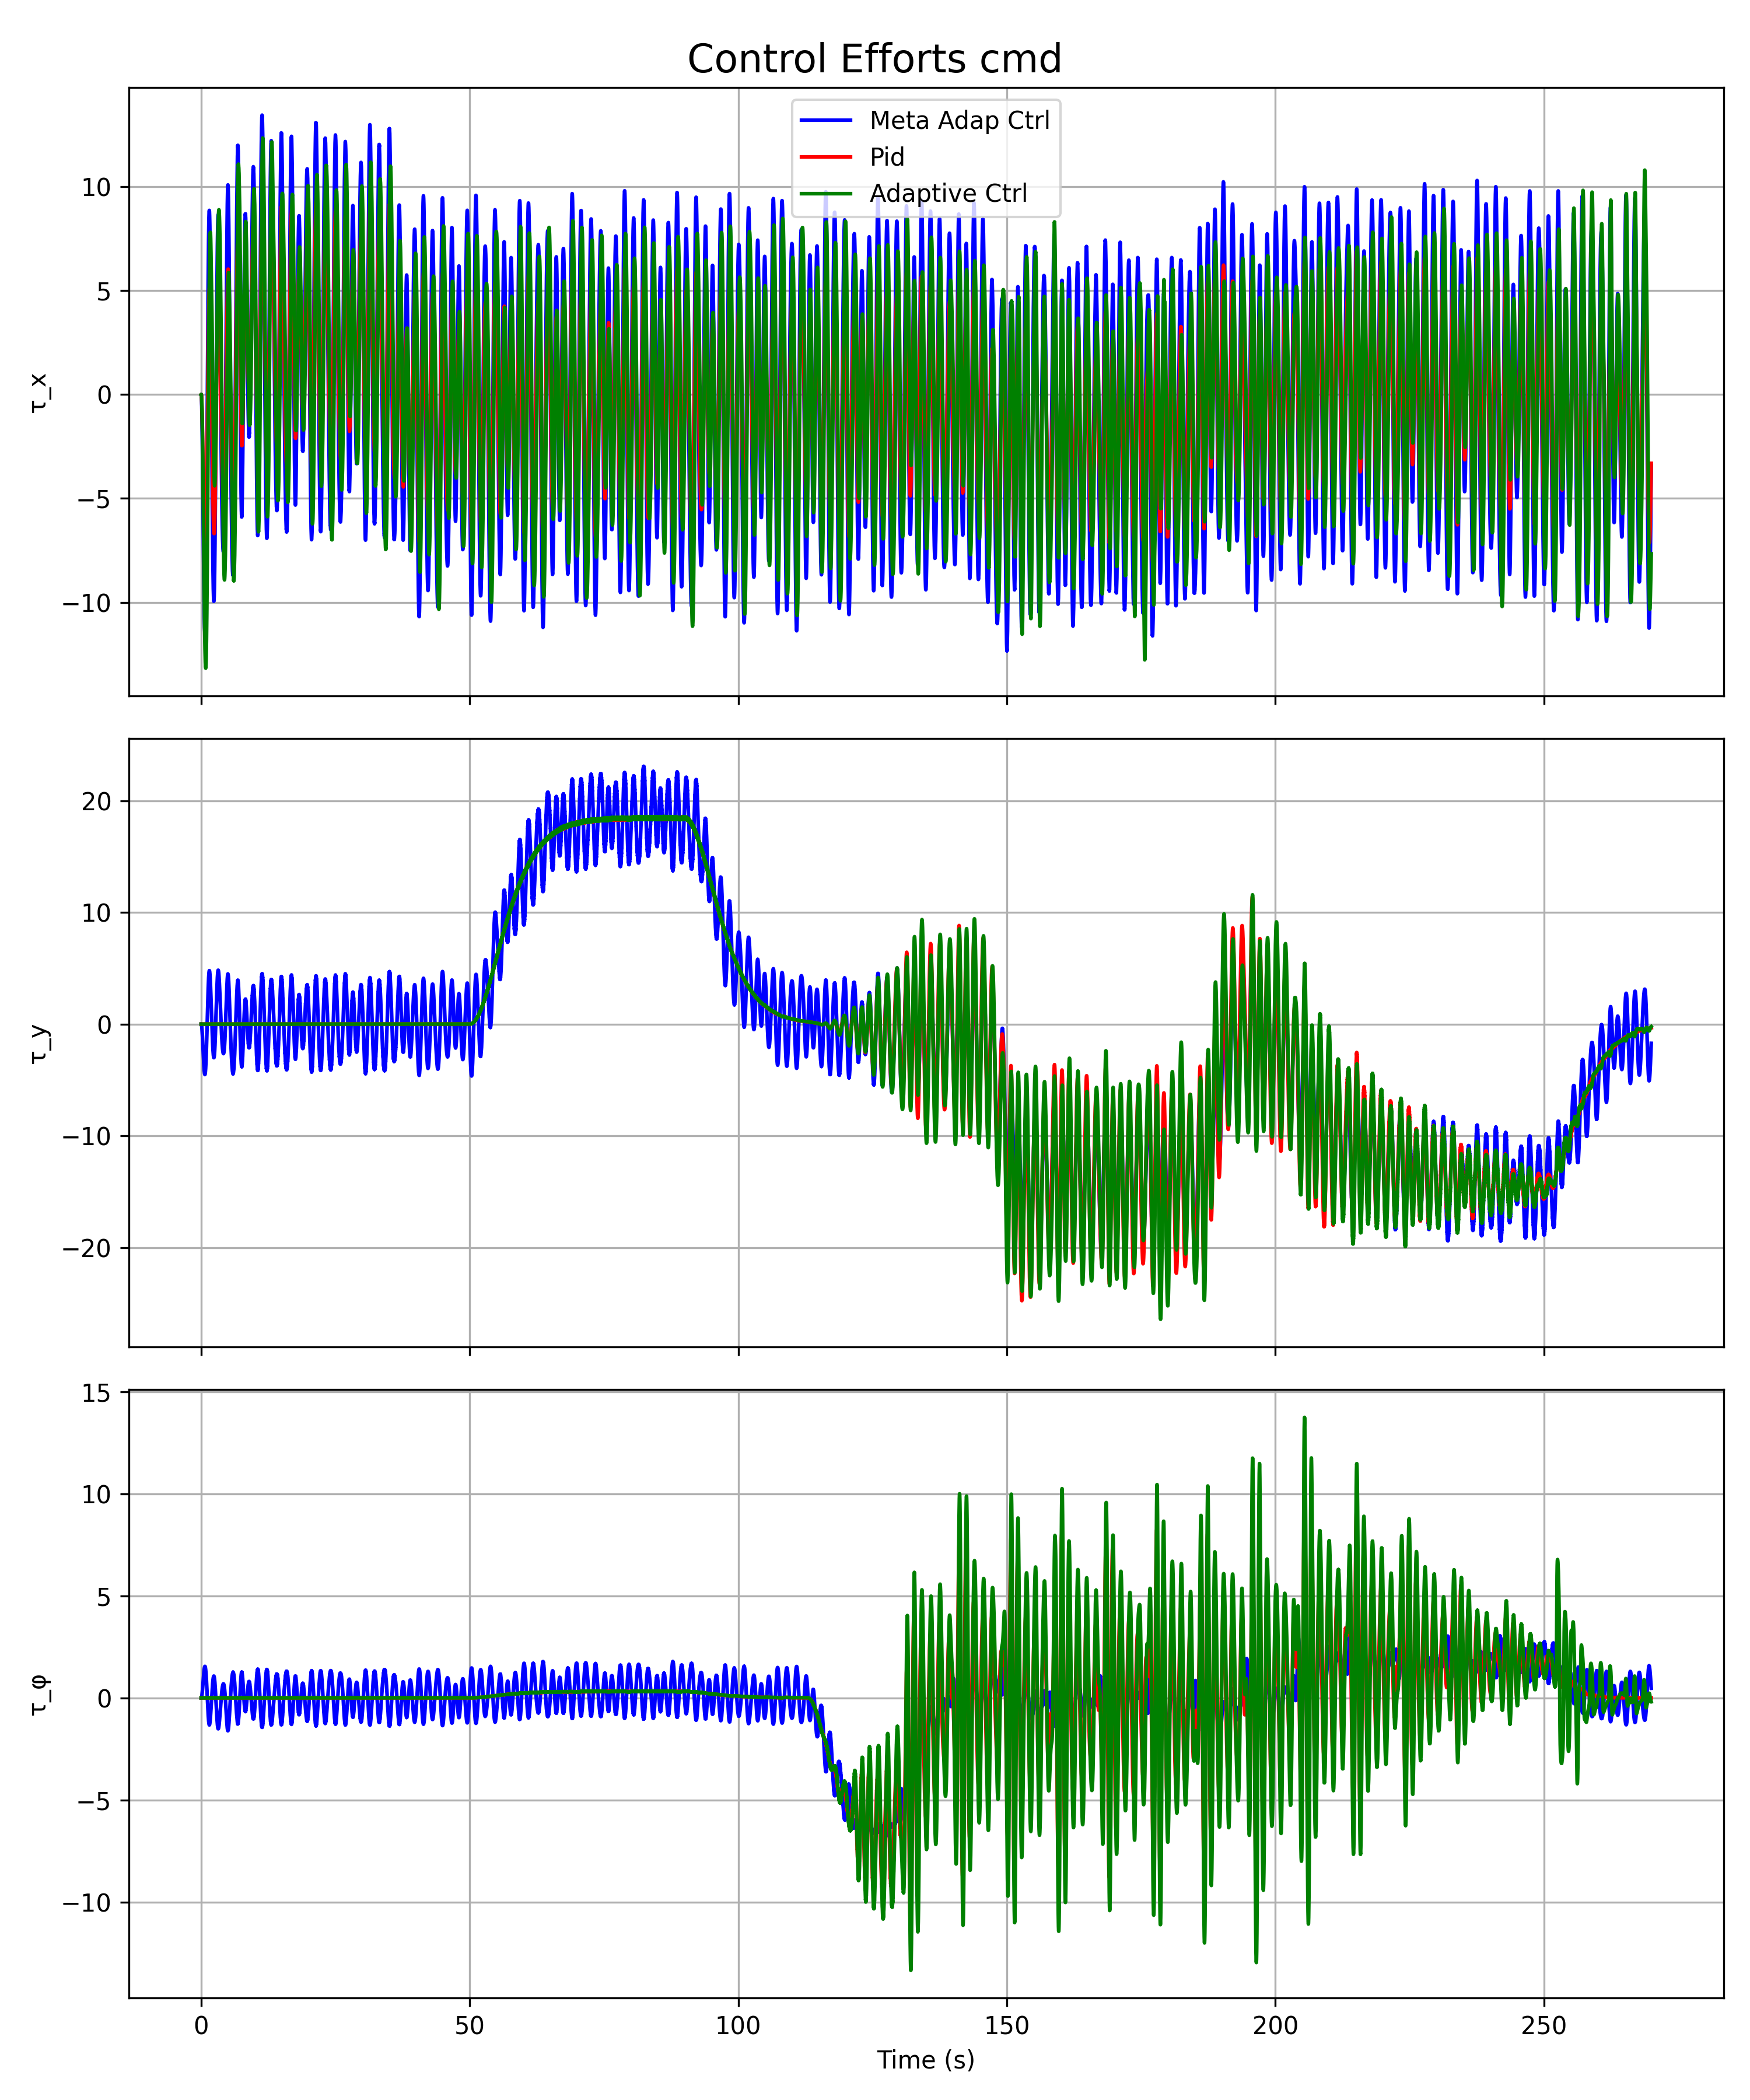 Control Efforts cmd
Meta Adap Ctrl
Pid
Adaptive Ctrl
10
5
0
−5
−10
τ_x
20
10
0
−10
−20
τ_y
15
10
5
0
−5
−10
τ_φ
0 50 100 150 200 250
Time (s)